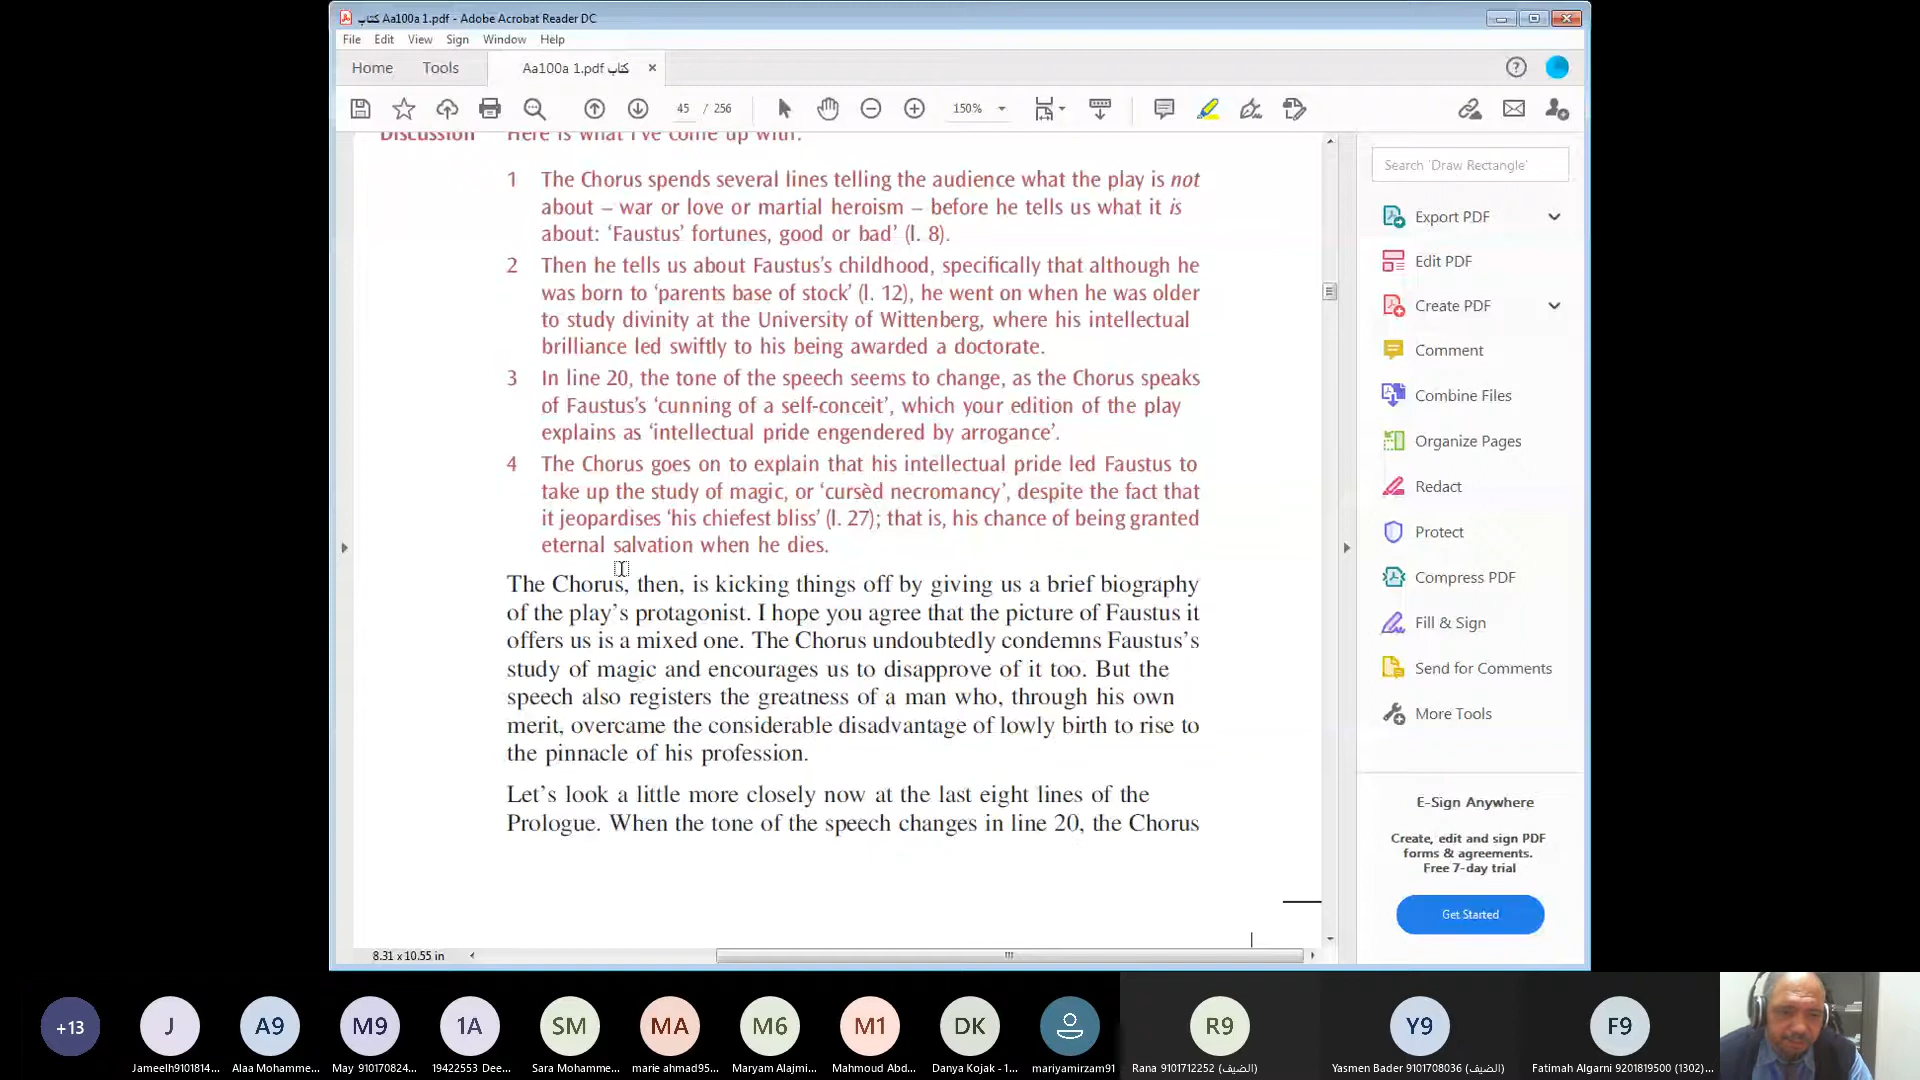 كتاب Aa100a 1.pdf - Adobe Acrobat Reader DC
File Edit View Sign Window Help
Home Tools Aa100a 1.pdf كتاب
45 / 256 150%
Discussion Here is what I've come up with:
1 The Chorus spends several lines telling the audience what the play is not
about – war or love or martial heroism – before he tells us what it is
about: ‘Faustus’ fortunes, good or bad’ (l. 8).
2 Then he tells us about Faustus’s childhood, specifically that although he
was born to ‘parents base of stock’ (l. 12), he went on when he was older
to study divinity at the University of Wittenberg, where his intellectual
brilliance led swiftly to his being awarded a doctorate.
3 In line 20, the tone of the speech seems to change, as the Chorus speaks
of Faustus’s ‘cunning of a self-conceit’, which your edition of the play
explains as ‘intellectual pride engendered by arrogance’.
4 The Chorus goes on to explain that his intellectual pride led Faustus to
take up the study of magic, or ‘cursèd necromancy’, despite the fact that
it jeopardises ‘his chiefest bliss’ (l. 27); that is, his chance of being granted
eternal salvation when he dies.
The Chorus, then, is kicking things off by giving us a brief biography
of the play’s protagonist. I hope you agree that the picture of Faustus it
offers us is a mixed one. The Chorus undoubtedly condemns Faustus’s
study of magic and encourages us to disapprove of it too. But the
speech also registers the greatness of a man who, through his own
merit, overcame the considerable disadvantage of lowly birth to rise to
the pinnacle of his profession.
Let’s look a little more closely now at the last eight lines of the
Prologue. When the tone of the speech changes in line 20, the Chorus
8.31 x 10.55 in
Search 'Draw Rectangle'
Export PDF
Edit PDF
Create PDF
Comment
Combine Files
Organize Pages
Redact
Protect
Compress PDF
Fill & Sign
Send for Comments
More Tools
E-Sign Anywhere
Create, edit and sign PDF
forms & agreements.
Free 7-day trial
Get Started
+13 J A9 M9 1A SM MA M6 M1 DK R9 Y9 F9
Jameelh9101814... Alaa Mohamme... May 910170824... 19422553 Dee... Sara Mohamme... marie ahmad95... Maryam Alajmi... Mahmoud Abd... Danya Kojak - 1... mariyamirzam91 Rana 9101712252 (الضيف) Yasmen Bader 9101708036 (الضيف) Fatimah Algarni 9201819500 (1302)...